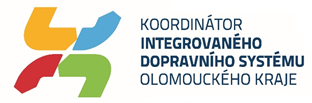 KOORDINÁTOR
INTEGROVANÉHO
DOPRAVNÍHO SYSTÉMU
OLOMOUCKÉHO KRAJE